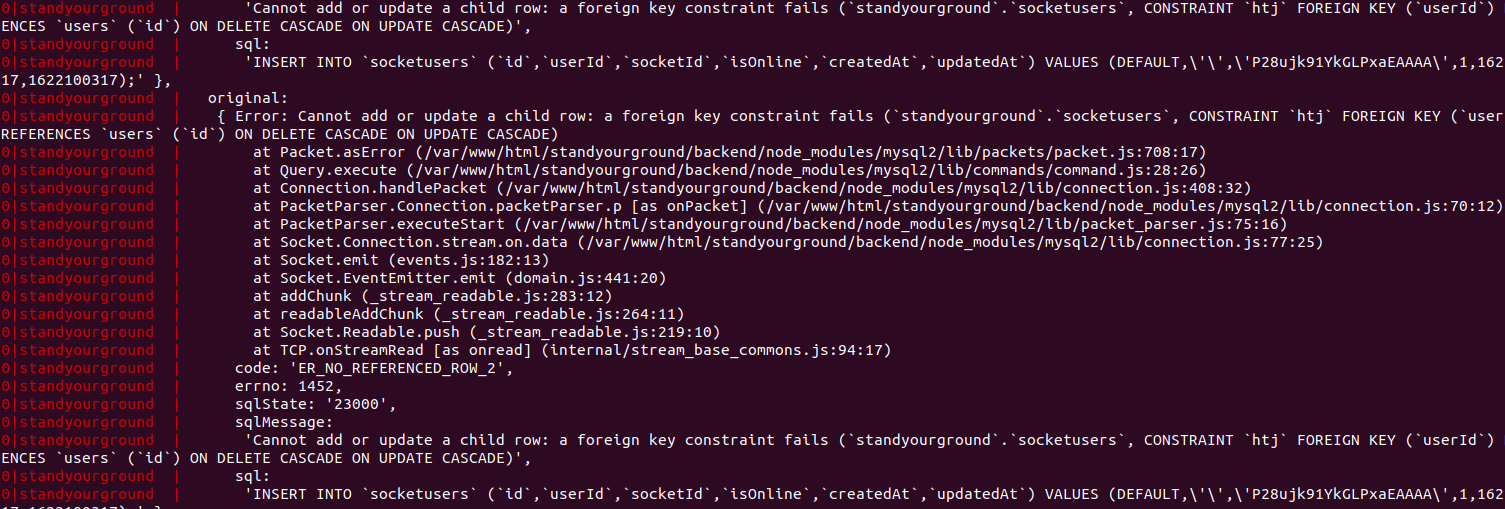 0|standyourground  |       'Cannot add or update a child row: a foreign key constraint fails (`standyourground`.`socketusers`, CONSTRAINT `htj` FOREIGN KEY (`userId`)
ENCES `users` (`id`) ON DELETE CASCADE ON UPDATE CASCADE)',
0|standyourground  |      sql:
0|standyourground  |       'INSERT INTO `socketusers` (`id`,`userId`,`socketId`,`isOnline`,`createdAt`,`updatedAt`) VALUES (DEFAULT,\'\',\'P28ujk91YkGLPxaEAAAA\',1,162
17,1622100317);' },
0|standyourground  |   original:
0|standyourground  |    { Error: Cannot add or update a child row: a foreign key constraint fails (`standyourground`.`socketusers`, CONSTRAINT `htj` FOREIGN KEY (`user
REFERENCES `users` (`id`) ON DELETE CASCADE ON UPDATE CASCADE)
0|standyourground  |        at Packet.asError (/var/www/html/standyourground/backend/node_modules/mysql2/lib/packets/packet.js:708:17)
0|standyourground  |        at Query.execute (/var/www/html/standyourground/backend/node_modules/mysql2/lib/commands/command.js:28:26)
0|standyourground  |        at Connection.handlePacket (/var/www/html/standyourground/backend/node_modules/mysql2/lib/connection.js:408:32)
0|standyourground  |        at PacketParser.Connection.packetParser.p [as onPacket] (/var/www/html/standyourground/backend/node_modules/mysql2/lib/connection.js:70:12)
0|standyourground  |        at PacketParser.executeStart (/var/www/html/standyourground/backend/node_modules/mysql2/lib/packet_parser.js:75:16)
0|standyourground  |        at Socket.Connection.stream.on.data (/var/www/html/standyourground/backend/node_modules/mysql2/lib/connection.js:77:25)
0|standyourground  |        at Socket.emit (events.js:182:13)
0|standyourground  |        at Socket.EventEmitter.emit (domain.js:441:20)
0|standyourground  |        at addChunk (_stream_readable.js:283:12)
0|standyourground  |        at readableAddChunk (_stream_readable.js:264:11)
0|standyourground  |        at Socket.Readable.push (_stream_readable.js:219:10)
0|standyourground  |        at TCP.onStreamRead [as onread] (internal/stream_base_commons.js:94:17)
0|standyourground  |      code: 'ER_NO_REFERENCED_ROW_2',
0|standyourground  |      errno: 1452,
0|standyourground  |      sqlState: '23000',
0|standyourground  |      sqlMessage:
0|standyourground  |       'Cannot add or update a child row: a foreign key constraint fails (`standyourground`.`socketusers`, CONSTRAINT `htj` FOREIGN KEY (`userId`)
ENCES `users` (`id`) ON DELETE CASCADE ON UPDATE CASCADE)',
0|standyourground  |      sql:
0|standyourground  |       'INSERT INTO `socketusers` (`id`,`userId`,`socketId`,`isOnline`,`createdAt`,`updatedAt`) VALUES (DEFAULT,\'\',\'P28ujk91YkGLPxaEAAAA\',1,162
17,1622100317);' }